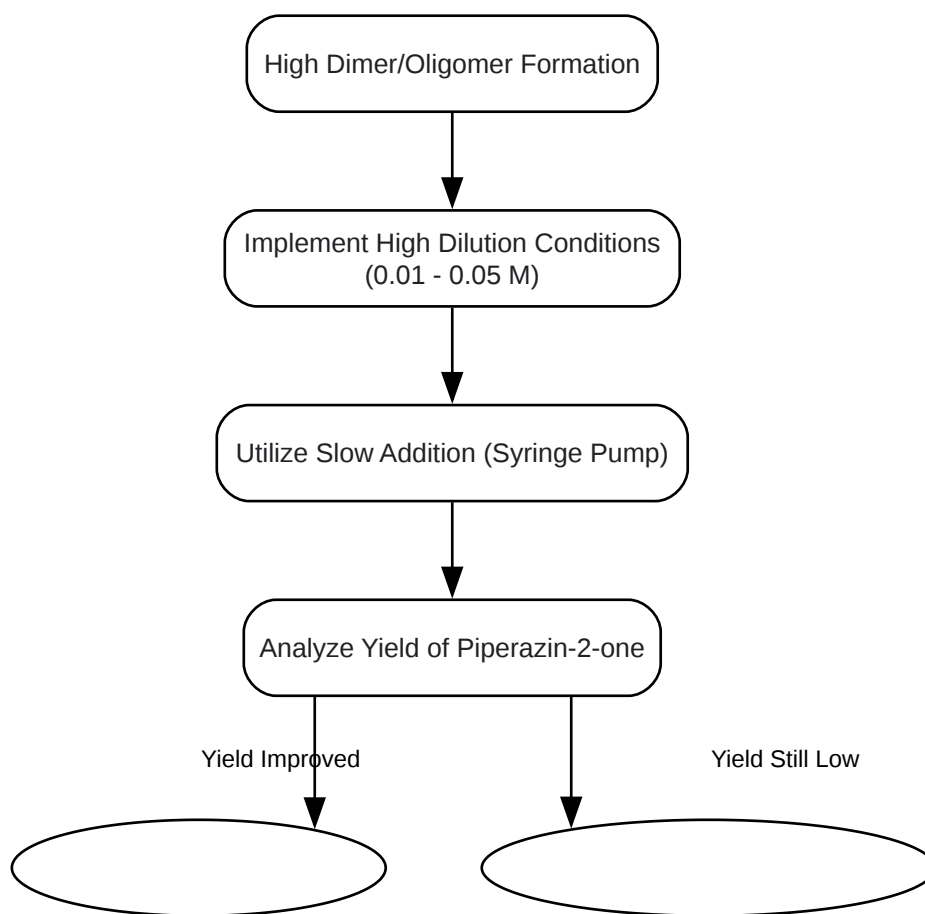 High Dimer/Oligomer Formation
Implement High Dilution Conditions
(0.01 - 0.05 M)
Utilize Slow Addition (Syringe Pump)
Analyze Yield of Piperazin-2-one
Yield Improved
Yield Still Low